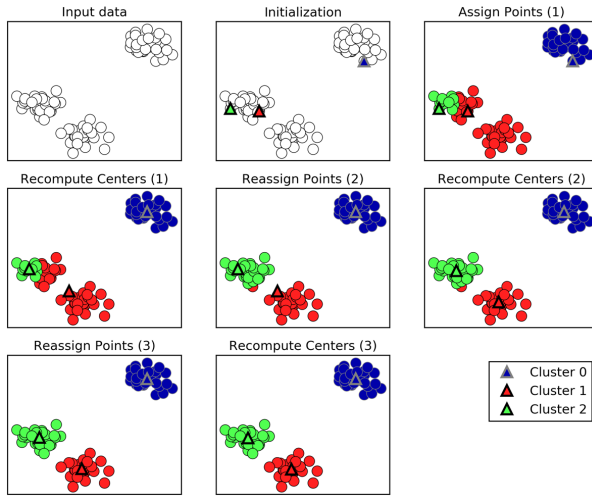 Input data
Initialization
Assign Points (1)
Recompute Centers (1)
Reassign Points (2)
Recompute Centers (2)
Reassign Points (3)
Recompute Centers (3)
Cluster 0
Cluster 1
Cluster 2